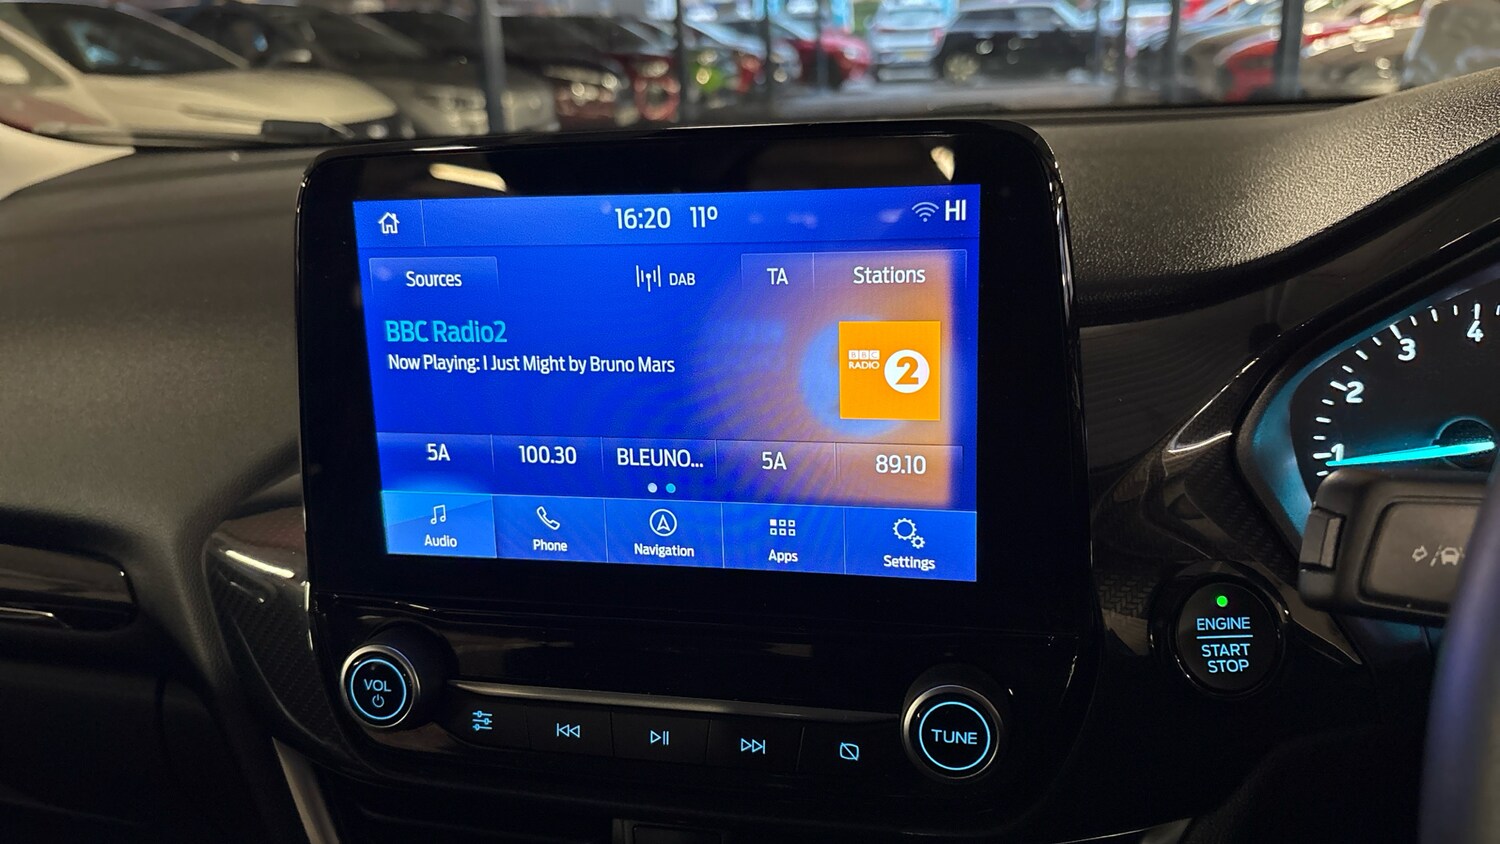 16:20 11°
HI
Sources
DAB
TA
Stations
BBC Radio2
Now Playing: I Just Might by Bruno Mars
BBC
RADIO
2
5A
100.30
BLEUNO...
5A
89.10
Audio
Phone
Navigation
Apps
Settings
VOL
TUNE
ENGINE
START
STOP
1
2
3
4